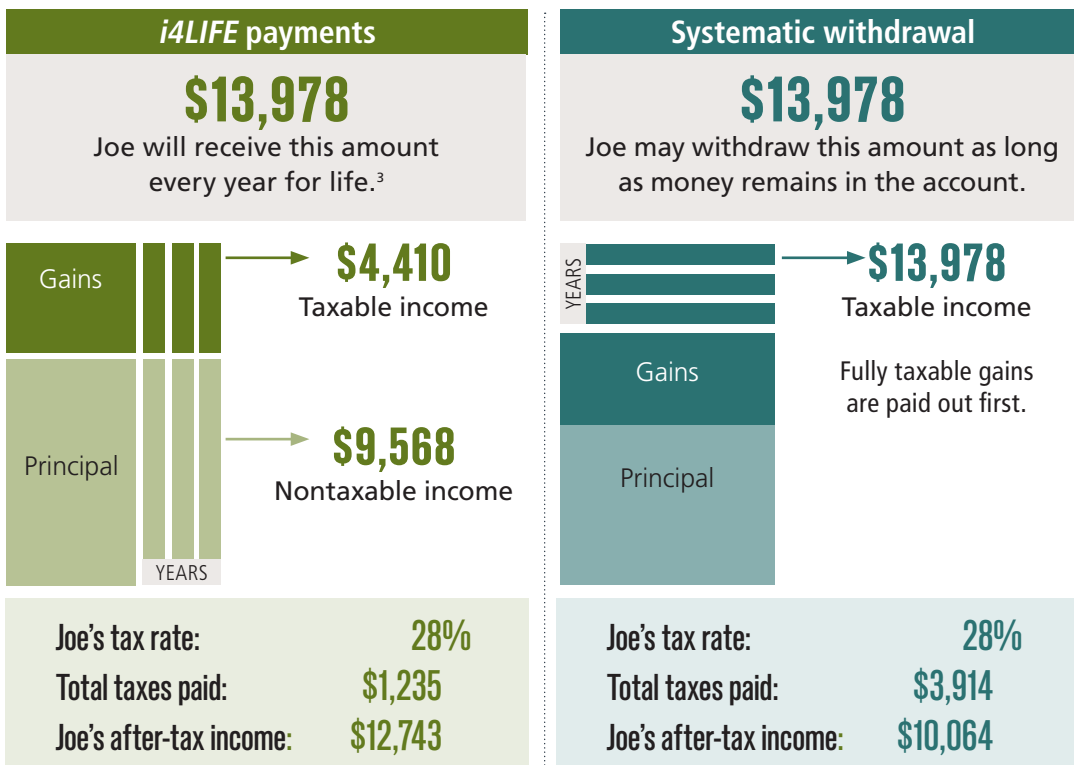 i4LIFE payments
$13,978
Joe will receive this amount
every year for life.³
Gains
$4,410
Taxable income
Principal
$9,568
Nontaxable income
YEARS
Joe’s tax rate: 28%
Total taxes paid: $1,235
Joe’s after-tax income: $12,743
Systematic withdrawal
$13,978
Joe may withdraw this amount as long
as money remains in the account.
YEARS
$13,978
Taxable income
Gains
Fully taxable gains
are paid out first.
Principal
Joe’s tax rate: 28%
Total taxes paid: $3,914
Joe’s after-tax income: $10,064